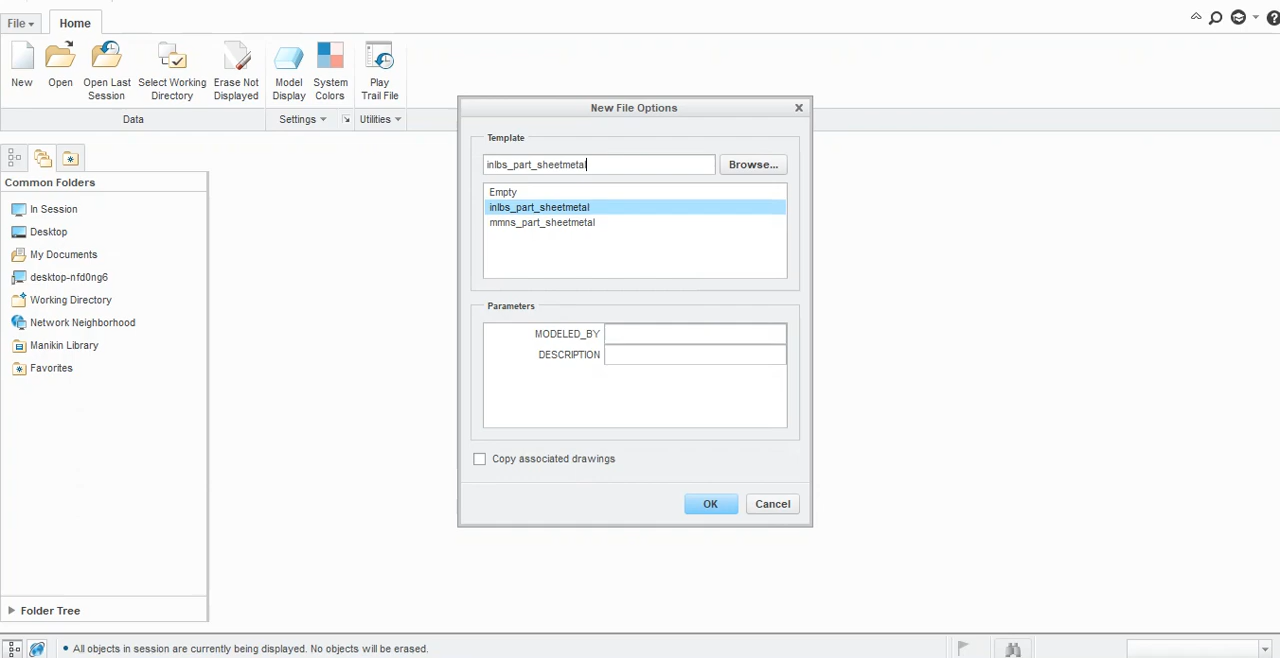 File
Home
New
Open
Open Last
Session
Select Working
Directory
Erase Not
Displayed
Model
Display
System
Colors
Play
Trail File
Data
Settings
Utilities
Common Folders
In Session
Desktop
My Documents
desktop-nfd0ng6
Working Directory
Network Neighborhood
Manikin Library
Favorites
Folder Tree
New File Options
Template
inlbs_part_sheetmetal
Browse...
Empty
inlbs_part_sheetmetal
mmns_part_sheetmetal
Parameters
MODELED_BY
DESCRIPTION
Copy associated drawings
OK
Cancel
All objects in session are currently being displayed. No objects will be erased.